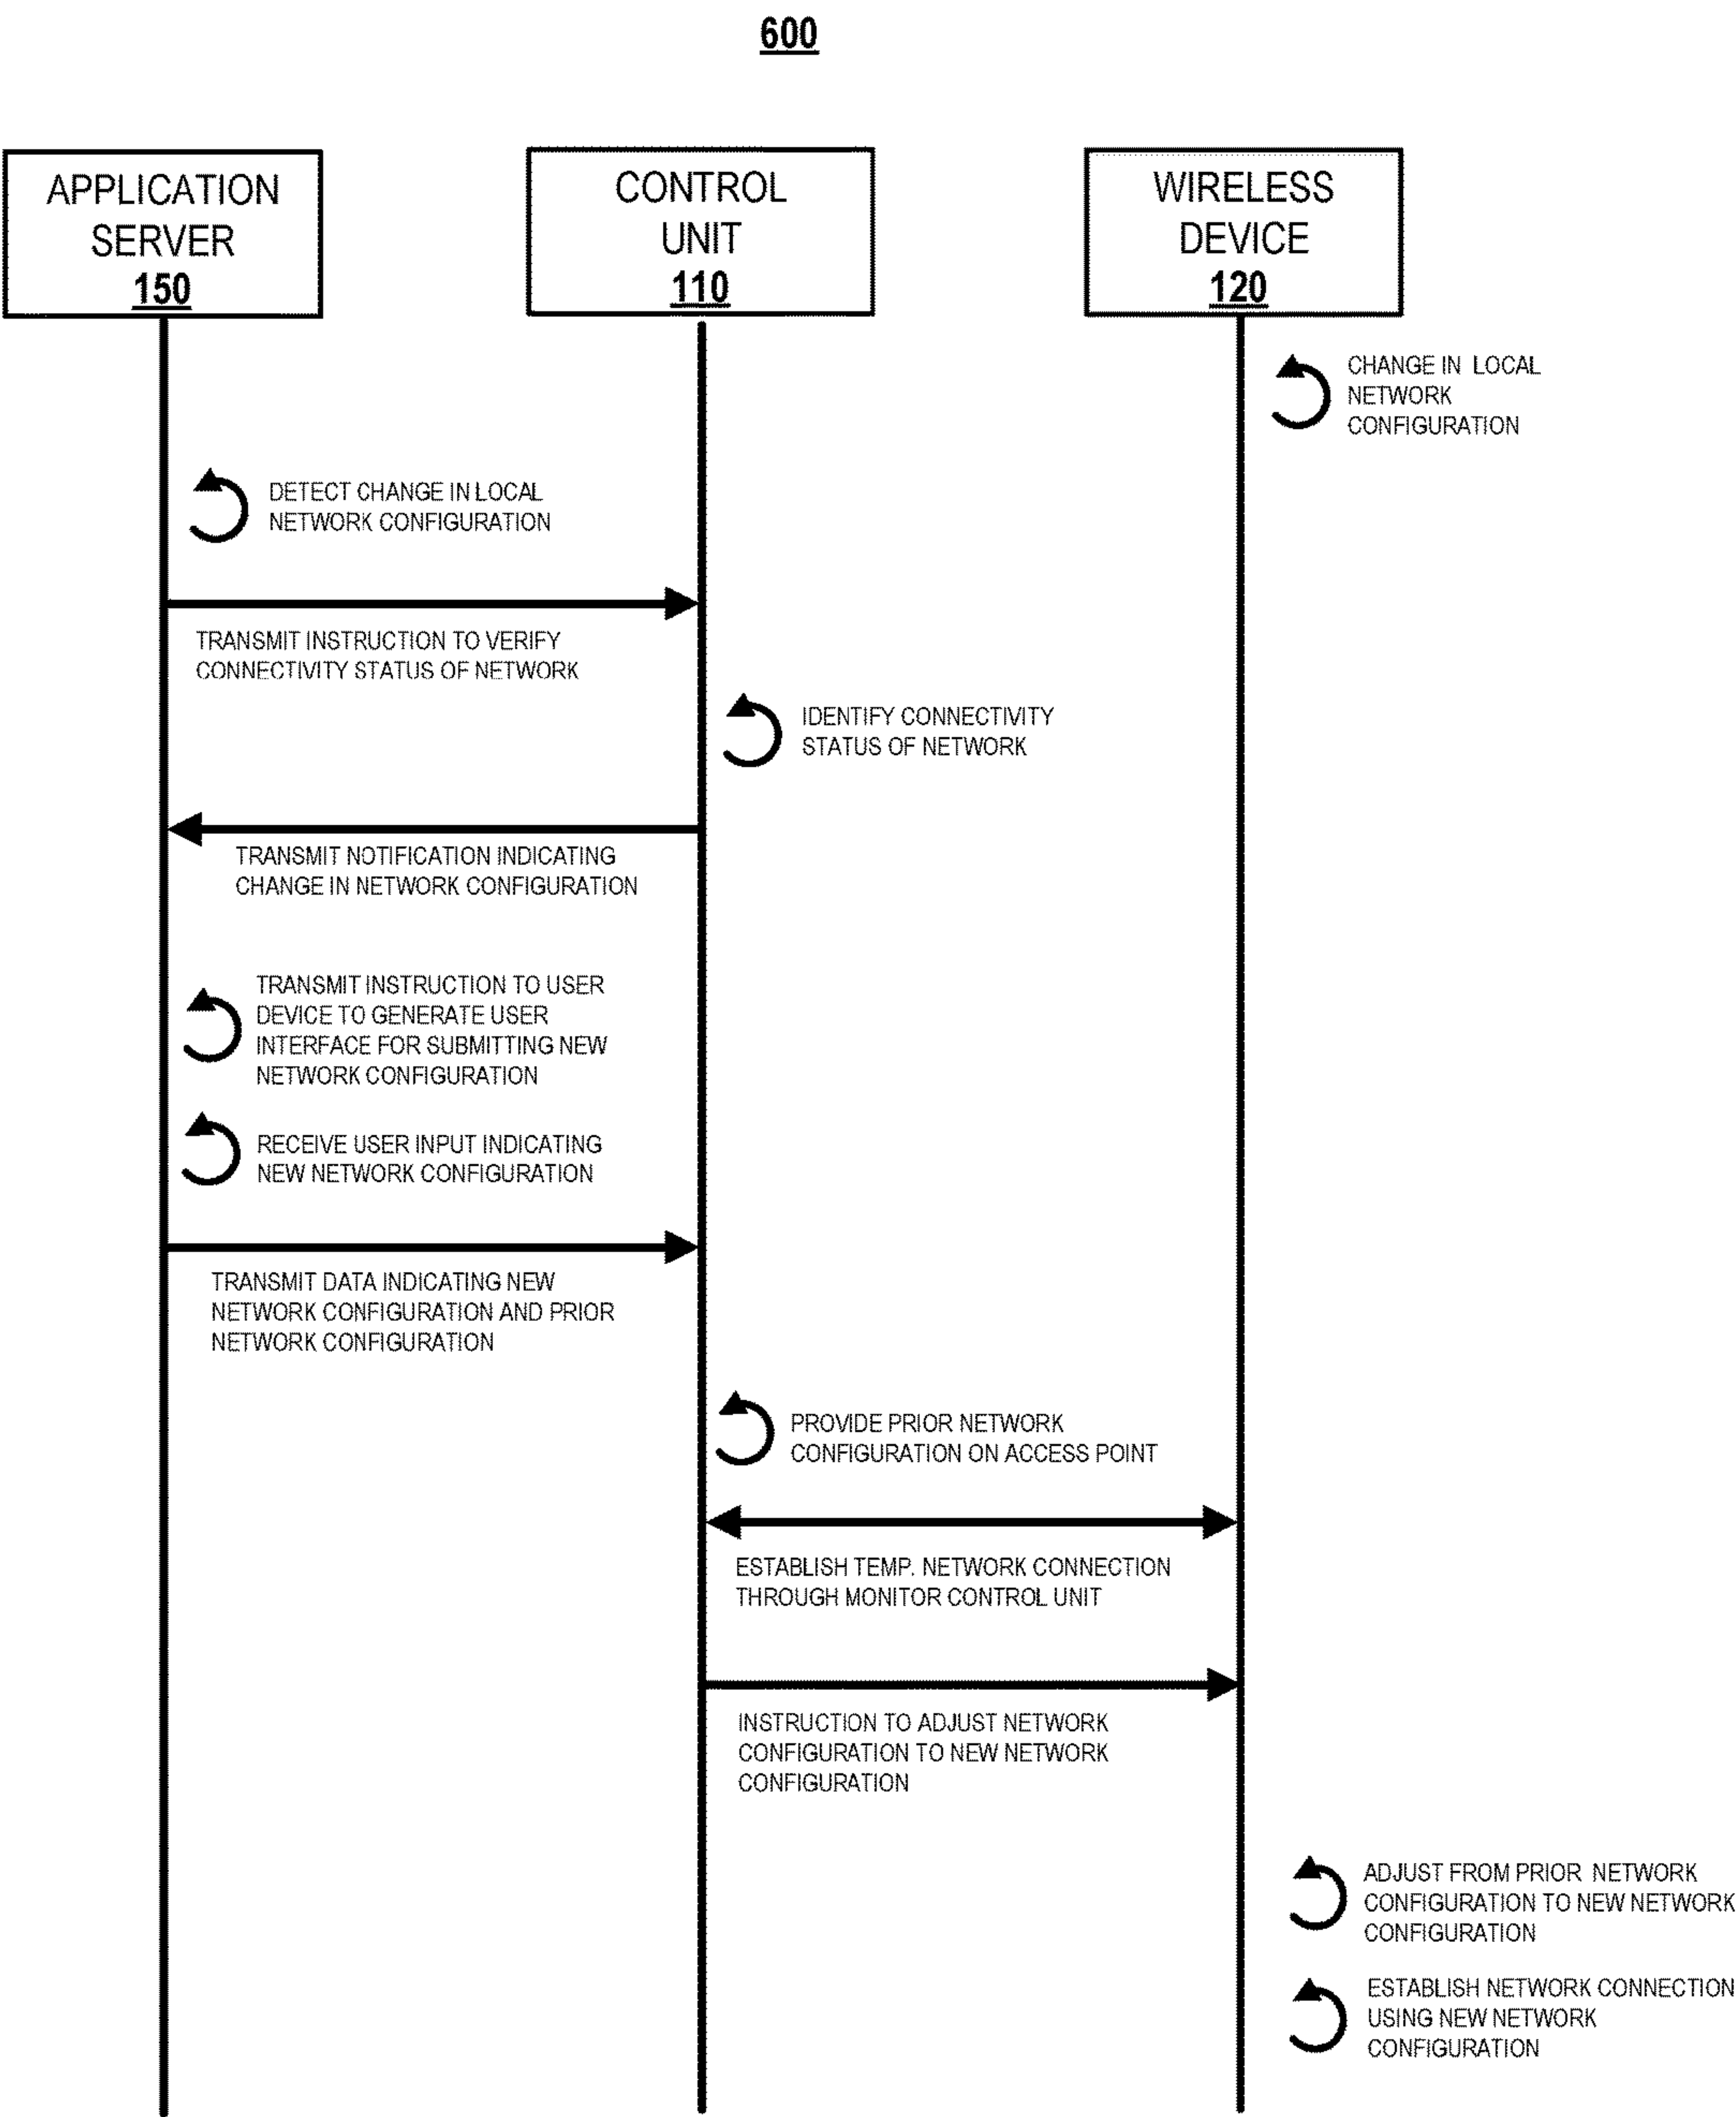 600
APPLICATION
SERVER
150
CONTROL
UNIT
110
WIRELESS
DEVICE
120
CHANGE IN LOCAL
NETWORK
CONFIGURATION
DETECT CHANGE IN LOCAL
NETWORK CONFIGURATION
TRANSMIT INSTRUCTION TO VERIFY
CONNECTIVITY STATUS OF NETWORK
IDENTIFY CONNECTIVITY
STATUS OF NETWORK
TRANSMIT NOTIFICATION INDICATING
CHANGE IN NETWORK CONFIGURATION
TRANSMIT INSTRUCTION TO USER
DEVICE TO GENERATE USER
INTERFACE FOR SUBMITTING NEW
NETWORK CONFIGURATION
RECEIVE USER INPUT INDICATING
NEW NETWORK CONFIGURATION
TRANSMIT DATA INDICATING NEW
NETWORK CONFIGURATION AND PRIOR
NETWORK CONFIGURATION
PROVIDE PRIOR NETWORK
CONFIGURATION ON ACCESS POINT
ESTABLISH TEMP. NETWORK CONNECTION
THROUGH MONITOR CONTROL UNIT
INSTRUCTION TO ADJUST NETWORK
CONFIGURATION TO NEW NETWORK
CONFIGURATION
ADJUST FROM PRIOR NETWORK
CONFIGURATION TO NEW NETWORK
CONFIGURATION
ESTABLISH NETWORK CONNECTION
USING NEW NETWORK
CONFIGURATION